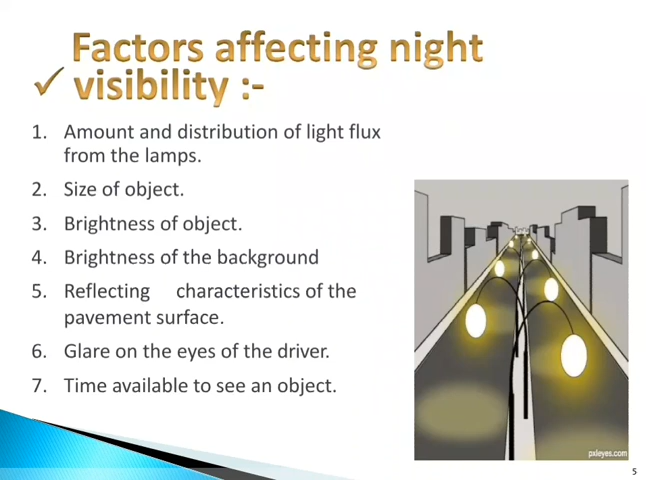 Factors affecting night
✓ visibility :-
1. Amount and distribution of light flux
from the lamps.
2. Size of object.
3. Brightness of object.
4. Brightness of the background
5. Reflecting characteristics of the
pavement surface.
6. Glare on the eyes of the driver.
7. Time available to see an object.
pxleyes.com
5